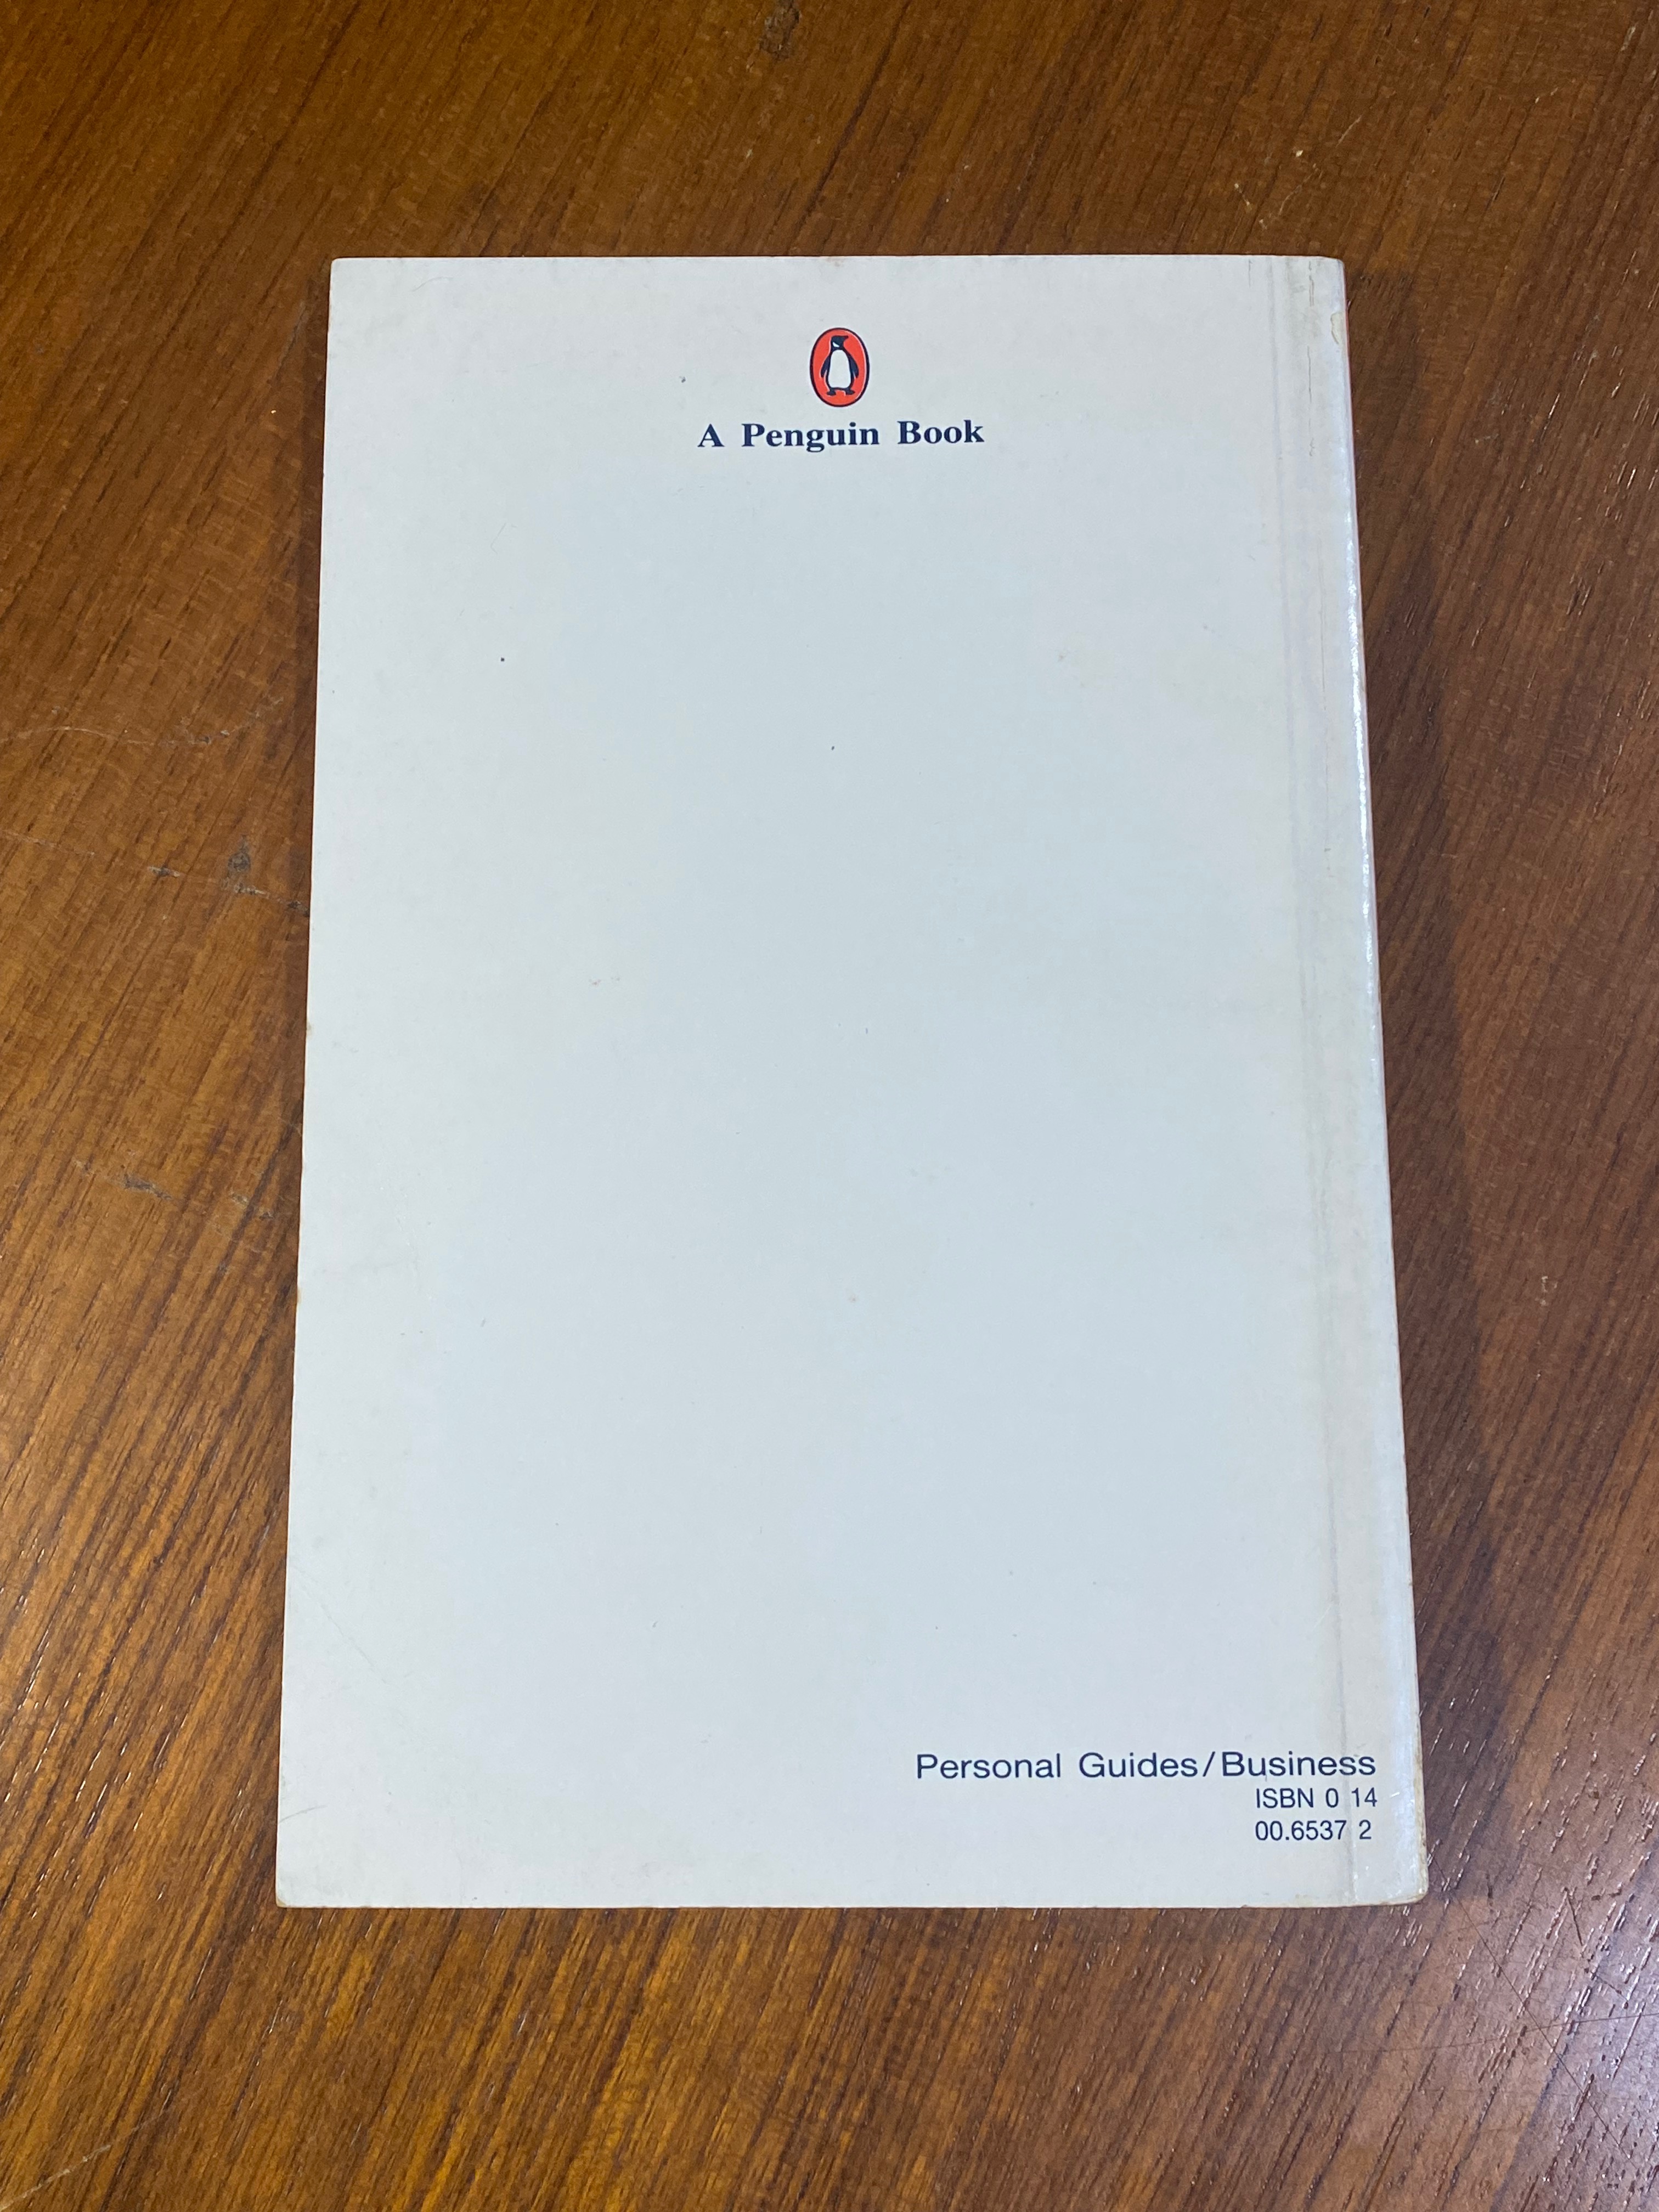 A Penguin Book
Personal Guides/Business
ISBN 0 14
00.6537 2